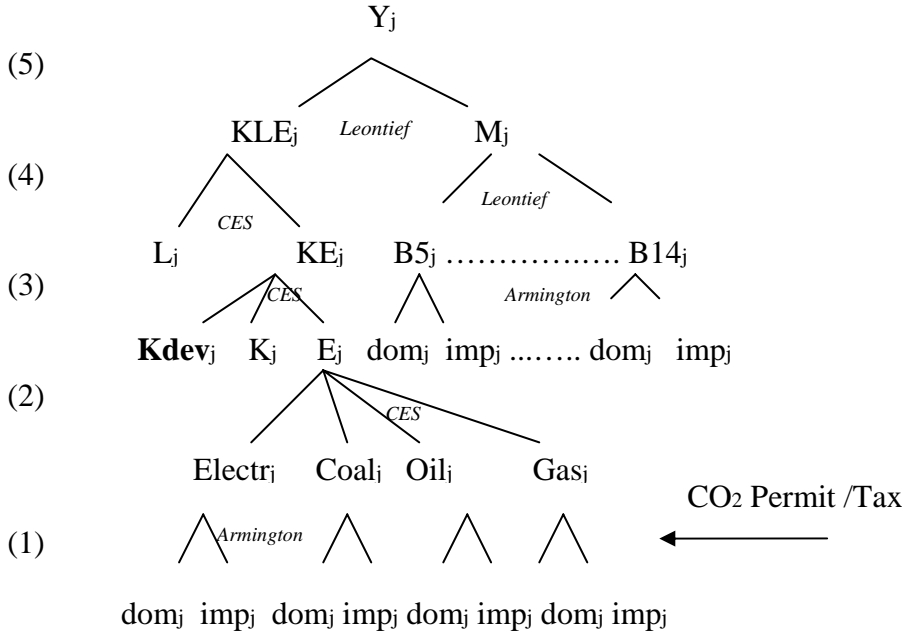 Yj
(5)
KLEj Leontief Mj
(4)
Leontief
CES
Lj KEj B5j ……………..…. B14j
(3)
CES Armington
Kdevj Kj Ej domj impj ...….. domj impj
(2)
CES
Electrj Coalj Oilj Gasj
CO2 Permit /Tax
(1) Armington
domj impj domj impj domj impj domj impj